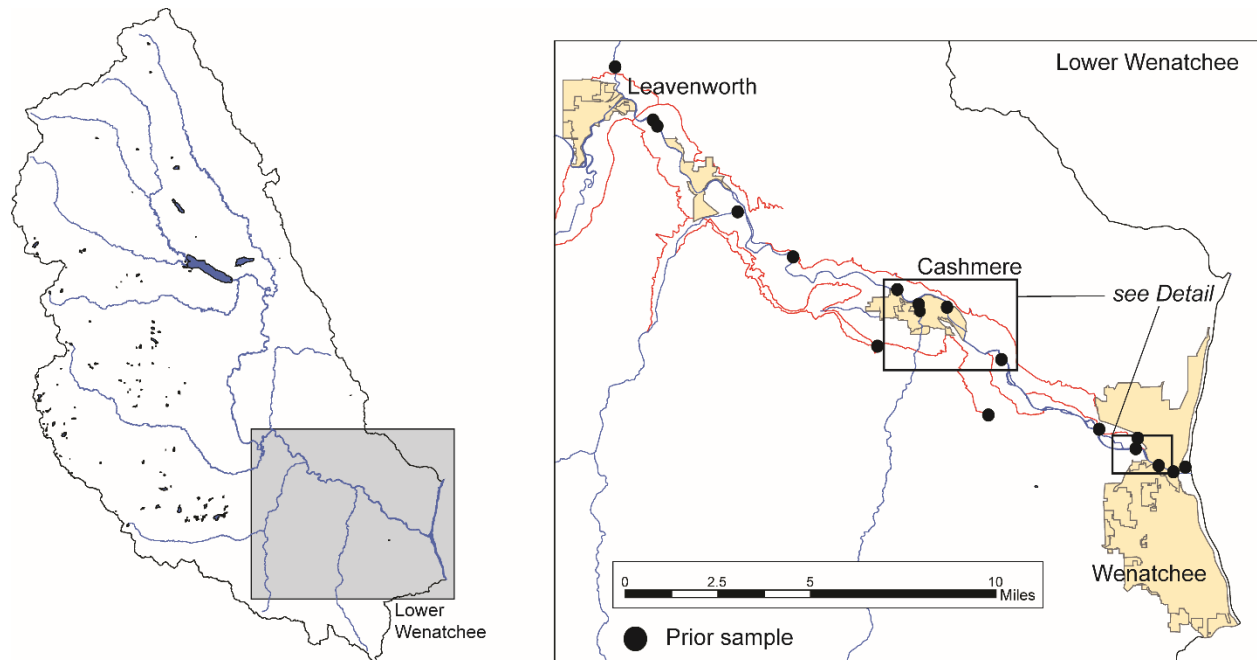 Lower
Wenatchee
Lower Wenatchee
Leavenworth
Cashmere
see Detail
Wenatchee
0 2.5 5 10
Miles
Prior sample